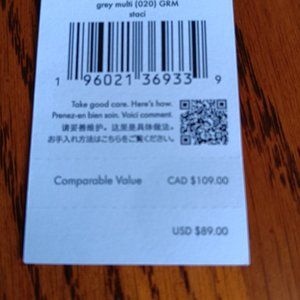 grey multi (020) GRM
staci
1 96021 36933 9
Take good care. Here's how.
Prenez-en bien soin. Voici comment.
请妥善维护。这里是具体做法。
お手入れ方法はこちらをご覧ください。
Comparable Value CAD $109.00
USD $89.00